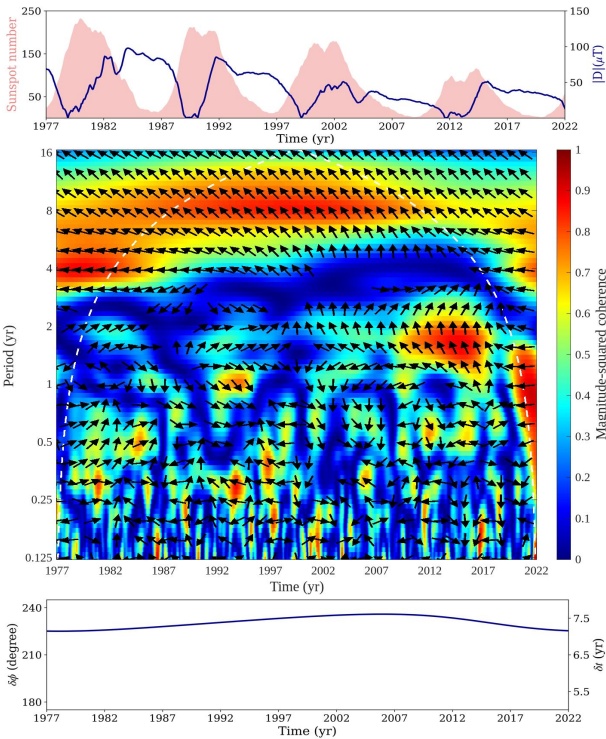 250
200
150
100
50
Sunspot number
150
100
50
|D|(μT)
1977 1982 1987 1992 1997 2002 2007 2012 2017 2022
Time (yr)
16
8
4
2
1
0.5
0.25
0.125
Period (yr)
1977 1982 1987 1992 1997 2002 2007 2012 2017 2022
Time (yr)
1
0.9
0.8
0.7
0.6
0.5
0.4
0.3
0.2
0.1
0
Magnitude-squared coherence
240
210
180
δϕ (degree)
7.5
6.5
5.5
δt (yr)
1977 1982 1987 1992 1997 2002 2007 2012 2017 2022
Time (yr)